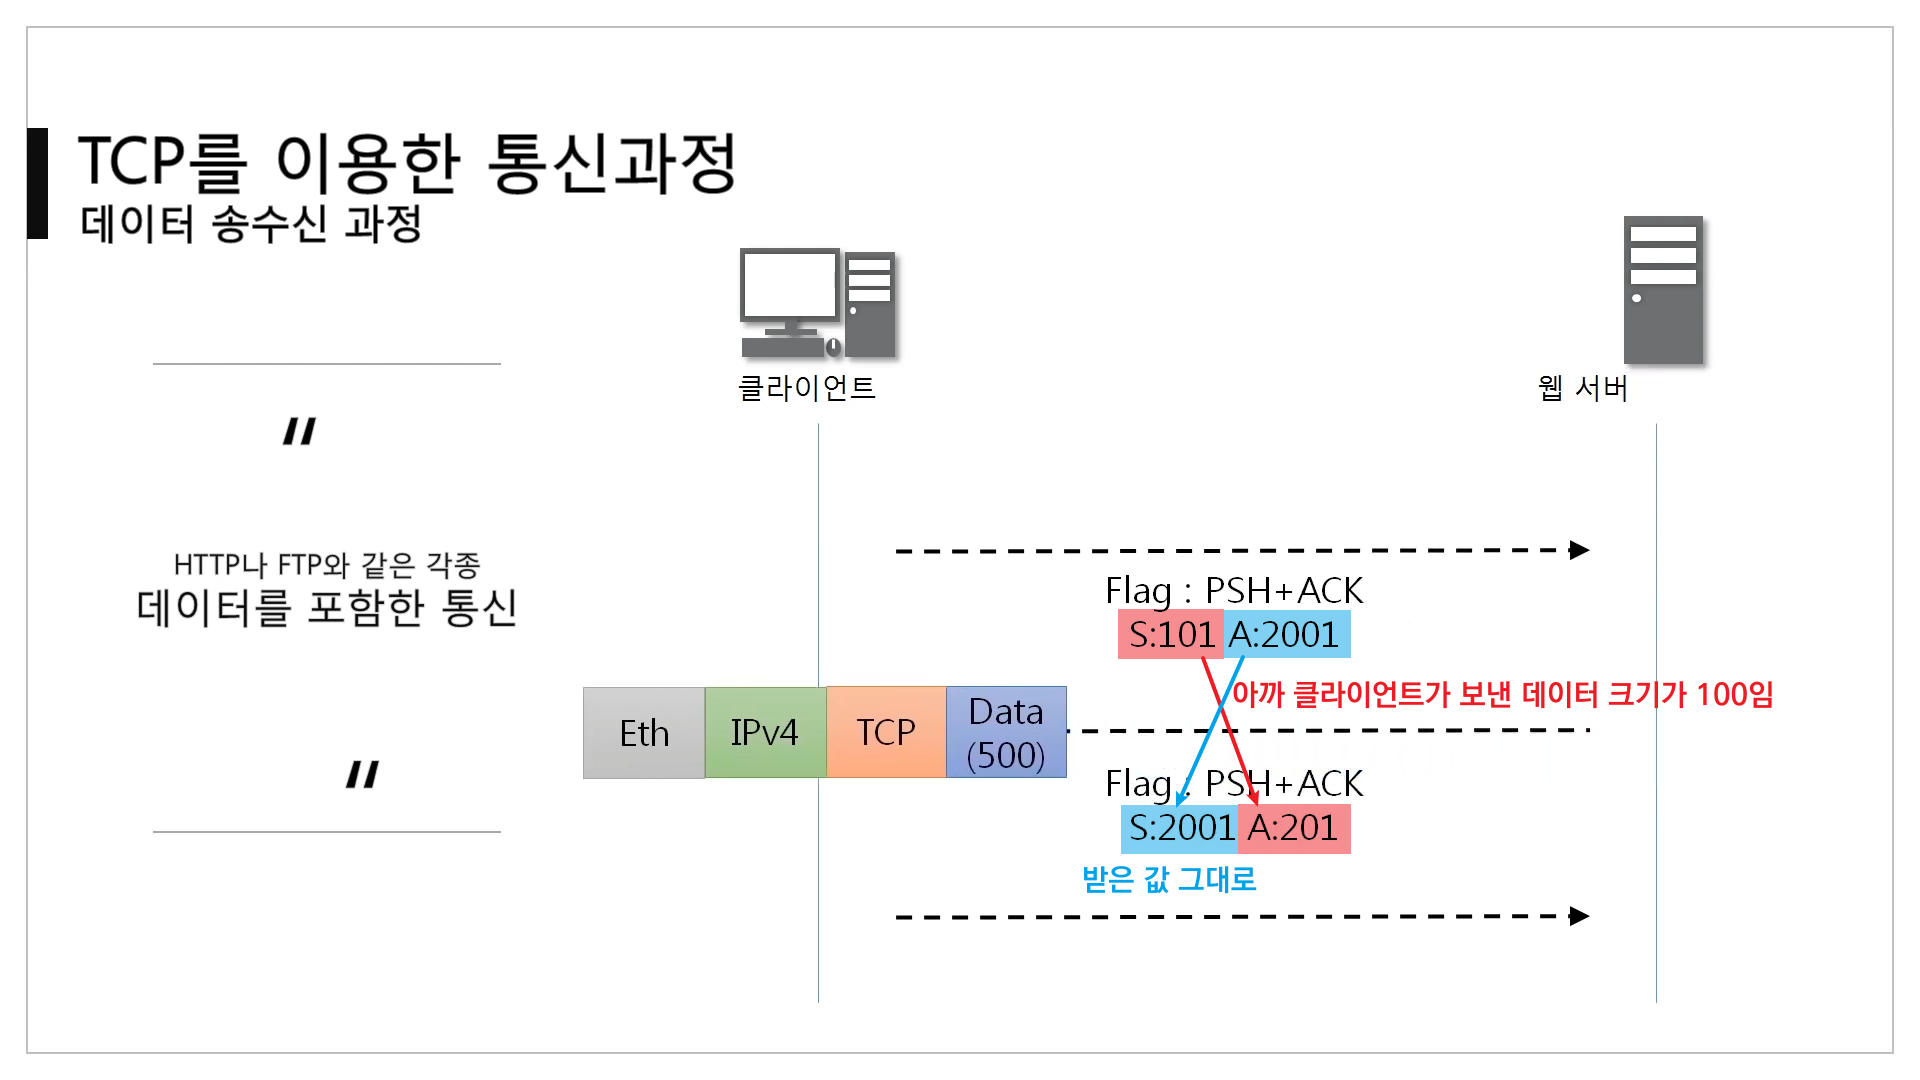 TCP를 이용한 통신과정
데이터 송수신 과정
클라이언트
웹 서버
"
HTTP나 FTP와 같은 각종
데이터를 포함한 통신
"
Flag : PSH+ACK
S:101 A:2001
아까 클라이언트가 보낸 데이터 크기가 100임
Eth IPv4 TCP Data
(500)
Flag : PSH+ACK
S:2001 A:201
받은 값 그대로